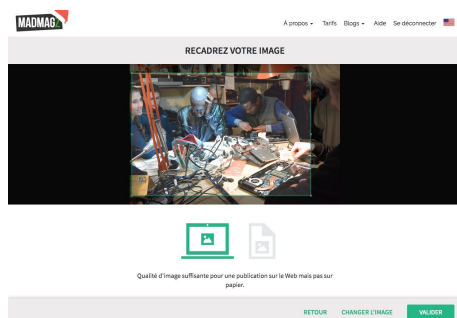 MADMAGZ
À propos Tarifs Blogs Aide Se déconnecter
RECADREZ VOTRE IMAGE
Qualité d'image suffisante pour une publication sur le Web mais pas sur
papier.
RETOUR CHANGER L'IMAGE VALIDER